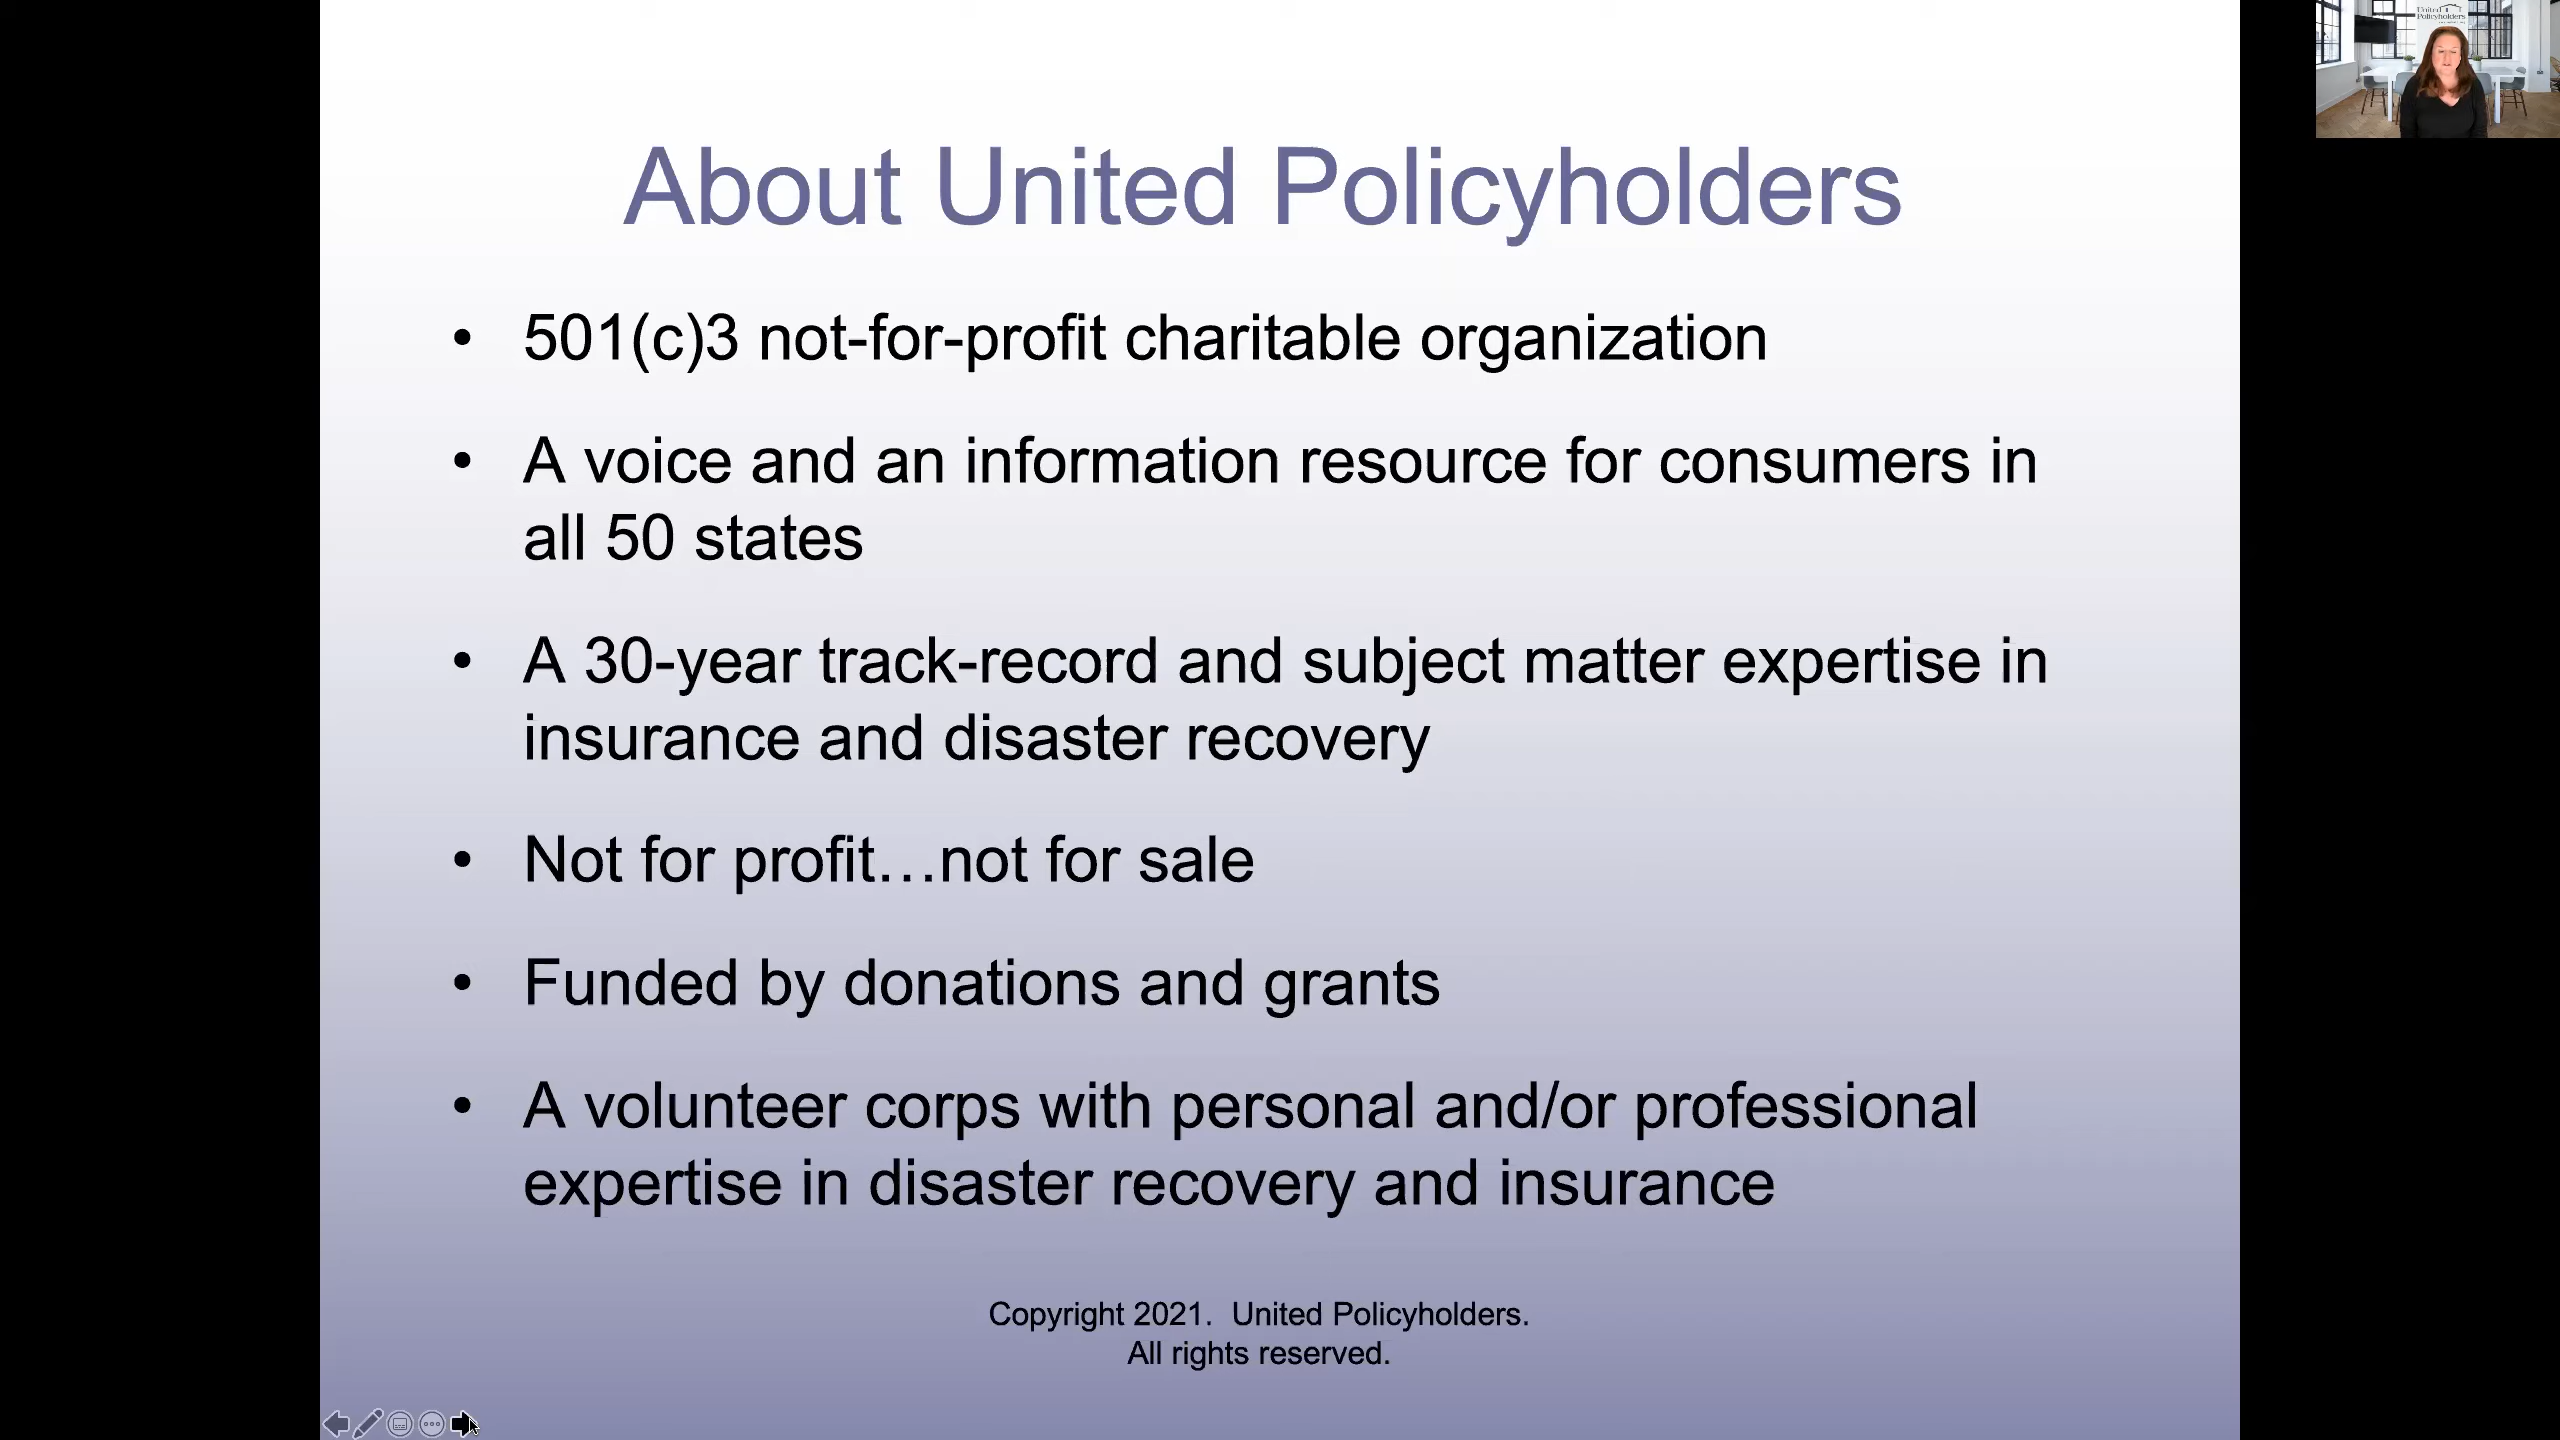 United
Policyholders
About United Policyholders
• 501(c)3 not-for-profit charitable organization
• A voice and an information resource for consumers in
all 50 states
• A 30-year track-record and subject matter expertise in
insurance and disaster recovery
• Not for profit…not for sale
• Funded by donations and grants
• A volunteer corps with personal and/or professional
expertise in disaster recovery and insurance
Copyright 2021. United Policyholders.
All rights reserved.